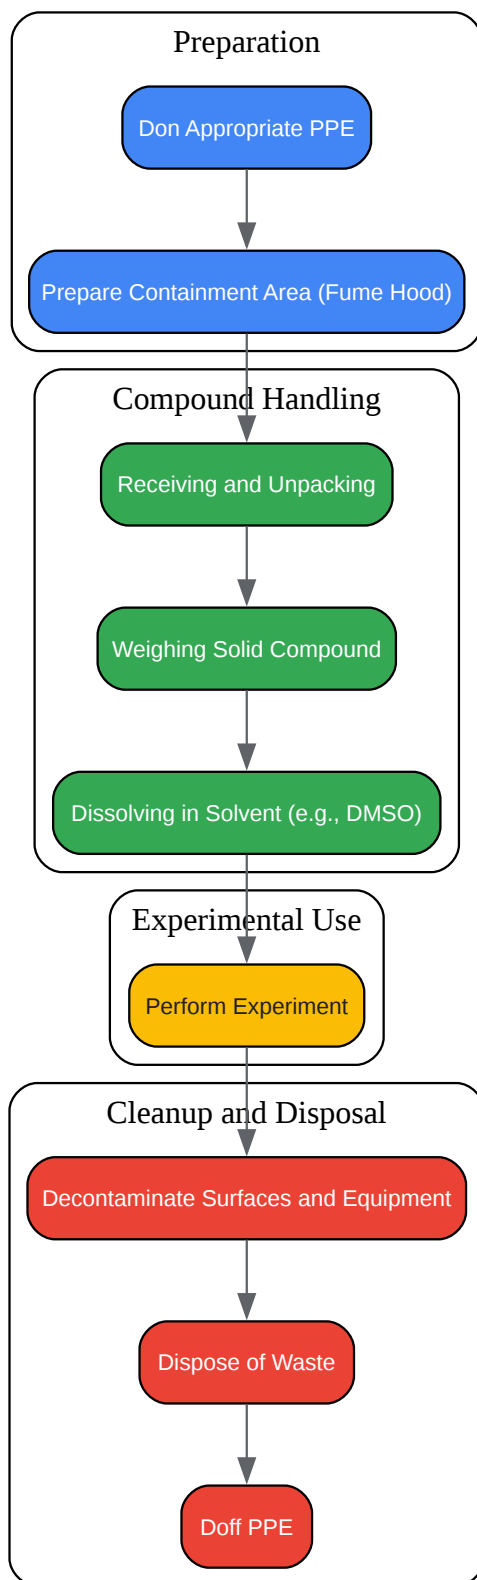 Preparation
Don Appropriate PPE
Prepare Containment Area (Fume Hood)
Compound Handling
Receiving and Unpacking
Weighing Solid Compound
Dissolving in Solvent (e.g., DMSO)
Experimental Use
Perform Experiment
Cleanup and Disposal
Decontaminate Surfaces and Equipment
Dispose of Waste
Doff PPE